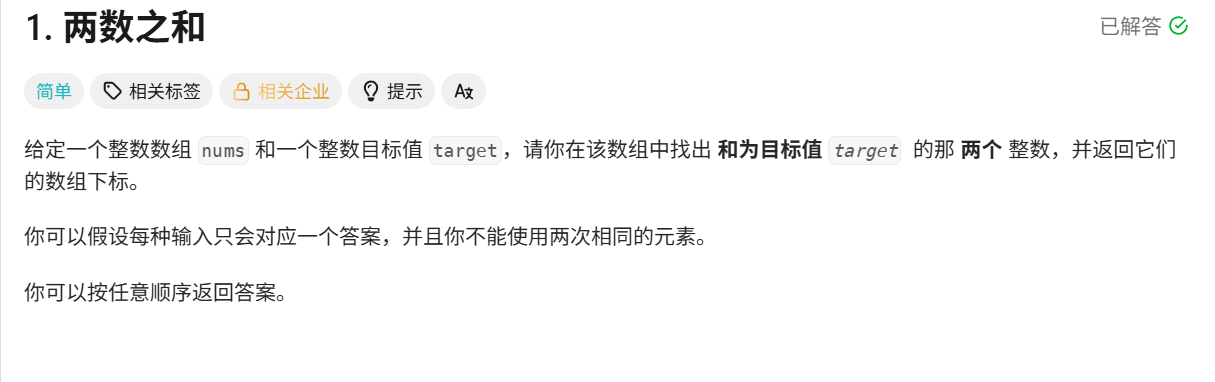 1. 两数之和
已解答
简单 相关标签 相关企业 提示
给定一个整数数组 nums 和一个整数目标值 target，请你在该数组中找出 和为目标值 target 的那 两个 整数，并返回它们
的数组下标。
你可以假设每种输入只会对应一个答案，并且你不能使用两次相同的元素。
你可以按任意顺序返回答案。